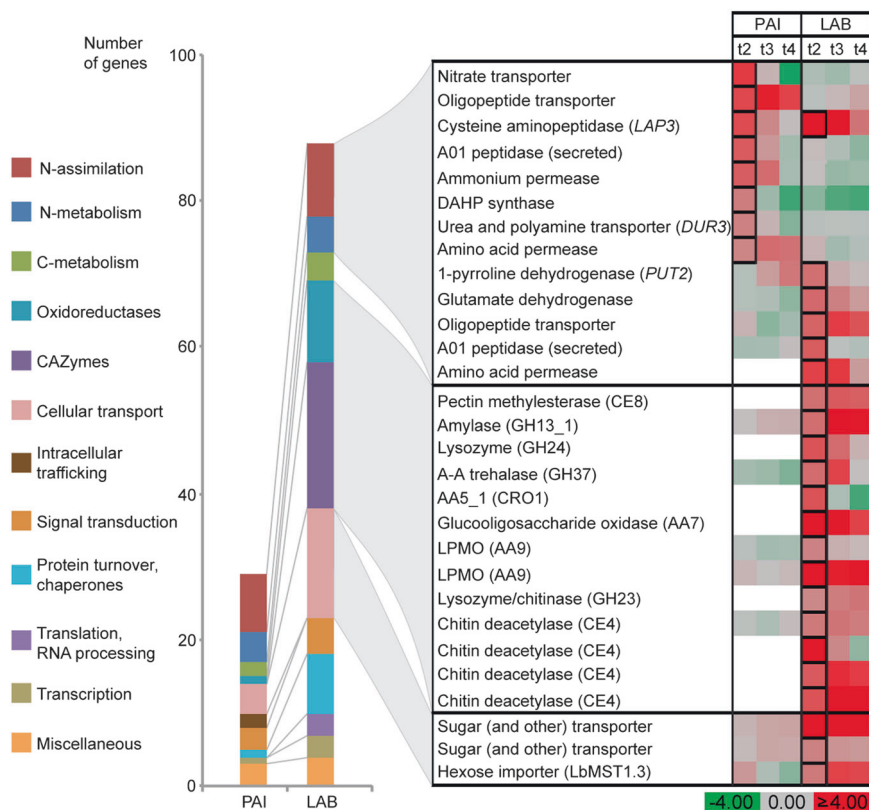 Number
of genes
100
80
60
40
20
0
PAI
LAB
N-assimilation
N-metabolism
C-metabolism
Oxidoreductases
CAZymes
Cellular transport
Intracellular
trafficking
Signal transduction
Protein turnover,
chaperones
Translation,
RNA processing
Transcription
Miscellaneous
PAI LAB
t2 t3 t4 t2 t3 t4
Nitrate transporter
Oligopeptide transporter
Cysteine aminopeptidase (LAP3)
A01 peptidase (secreted)
Ammonium permease
DAHP synthase
Urea and polyamine transporter (DUR3)
Amino acid permease
1-pyrroline dehydrogenase (PUT2)
Glutamate dehydrogenase
Oligopeptide transporter
A01 peptidase (secreted)
Amino acid permease
Pectin methylesterase (CE8)
Amylase (GH13_1)
Lysozyme (GH24)
A-A trehalase (GH37)
AA5_1 (CRO1)
Glucooligosaccharide oxidase (AA7)
LPMO (AA9)
LPMO (AA9)
Lysozyme/chitinase (GH23)
Chitin deacetylase (CE4)
Chitin deacetylase (CE4)
Chitin deacetylase (CE4)
Chitin deacetylase (CE4)
Sugar (and other) transporter
Sugar (and other) transporter
Hexose importer (LbMST1.3)
-4.00 0.00 ≥4.00